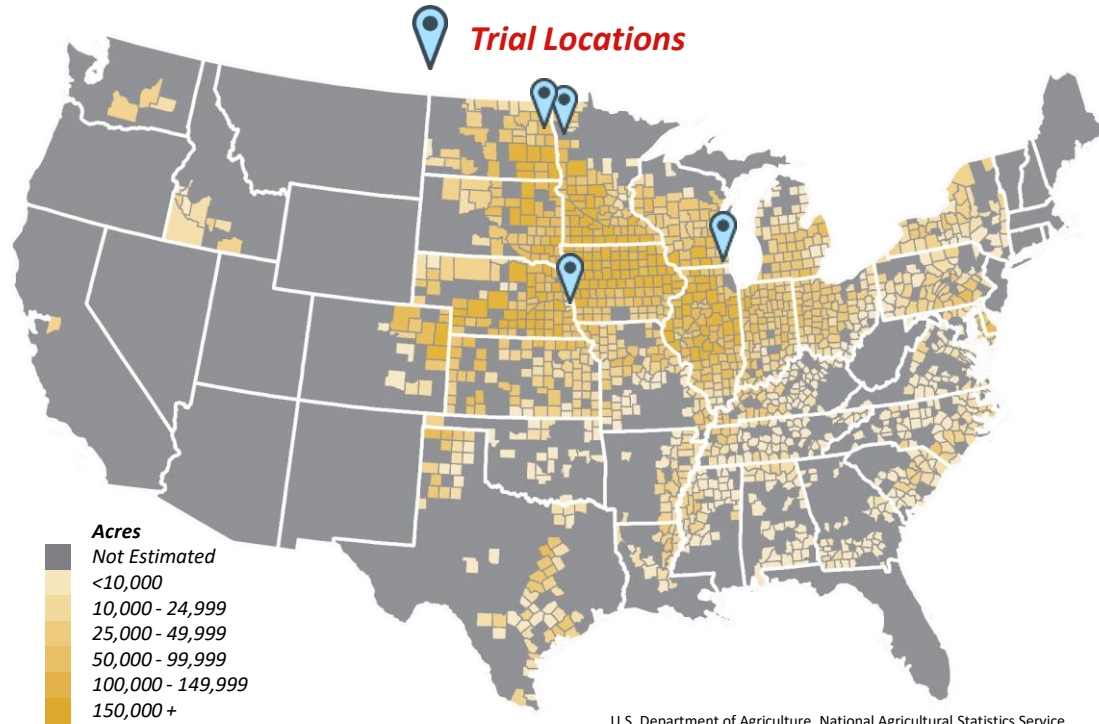 Trial Locations
Acres
Not Estimated
<10,000
10,000 - 24,999
25,000 - 49,999
50,000 - 99,999
100,000 - 149,999
150,000 +
U.S. Department of Agriculture, National Agricultural Statistics Service